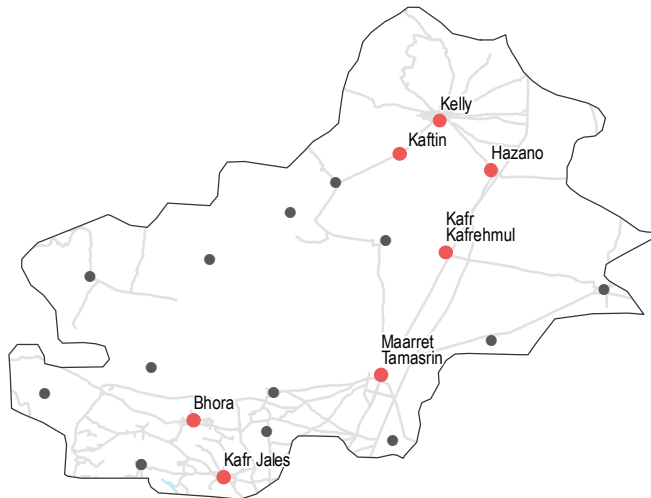 Kelly
Kaftin
Hazano
Kafr
Kafrehmul
Maarret
Tamasrin
Bhora
Kafr Jales